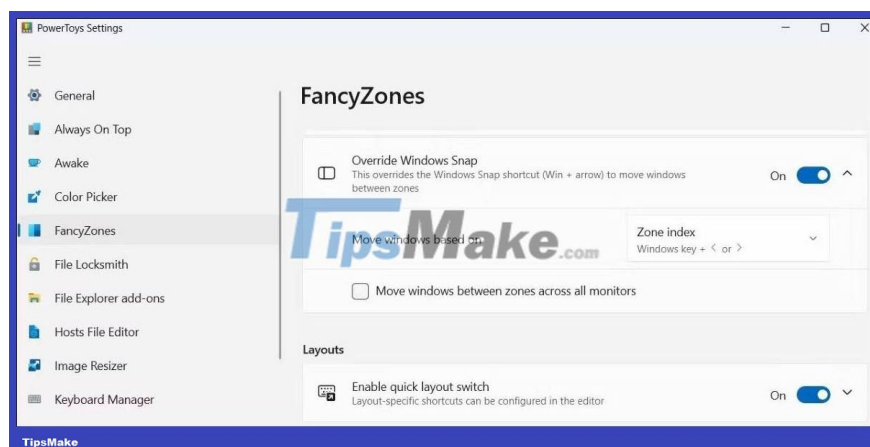 PowerToys Settings
General
Always On Top
Awake
Color Picker
FancyZones
File Locksmith
File Explorer add-ons
Hosts File Editor
Image Resizer
Keyboard Manager
FancyZones
Override Windows Snap
This overrides the Windows Snap shortcut (Win + arrow) to move windows
between zones
On
Move windows based on
Zone index
Windows key + < or >
Move windows between zones across all monitors
Layouts
Enable quick layout switch
Layout-specific shortcuts can be configured in the editor
On
TipsMake.com
TipsMake